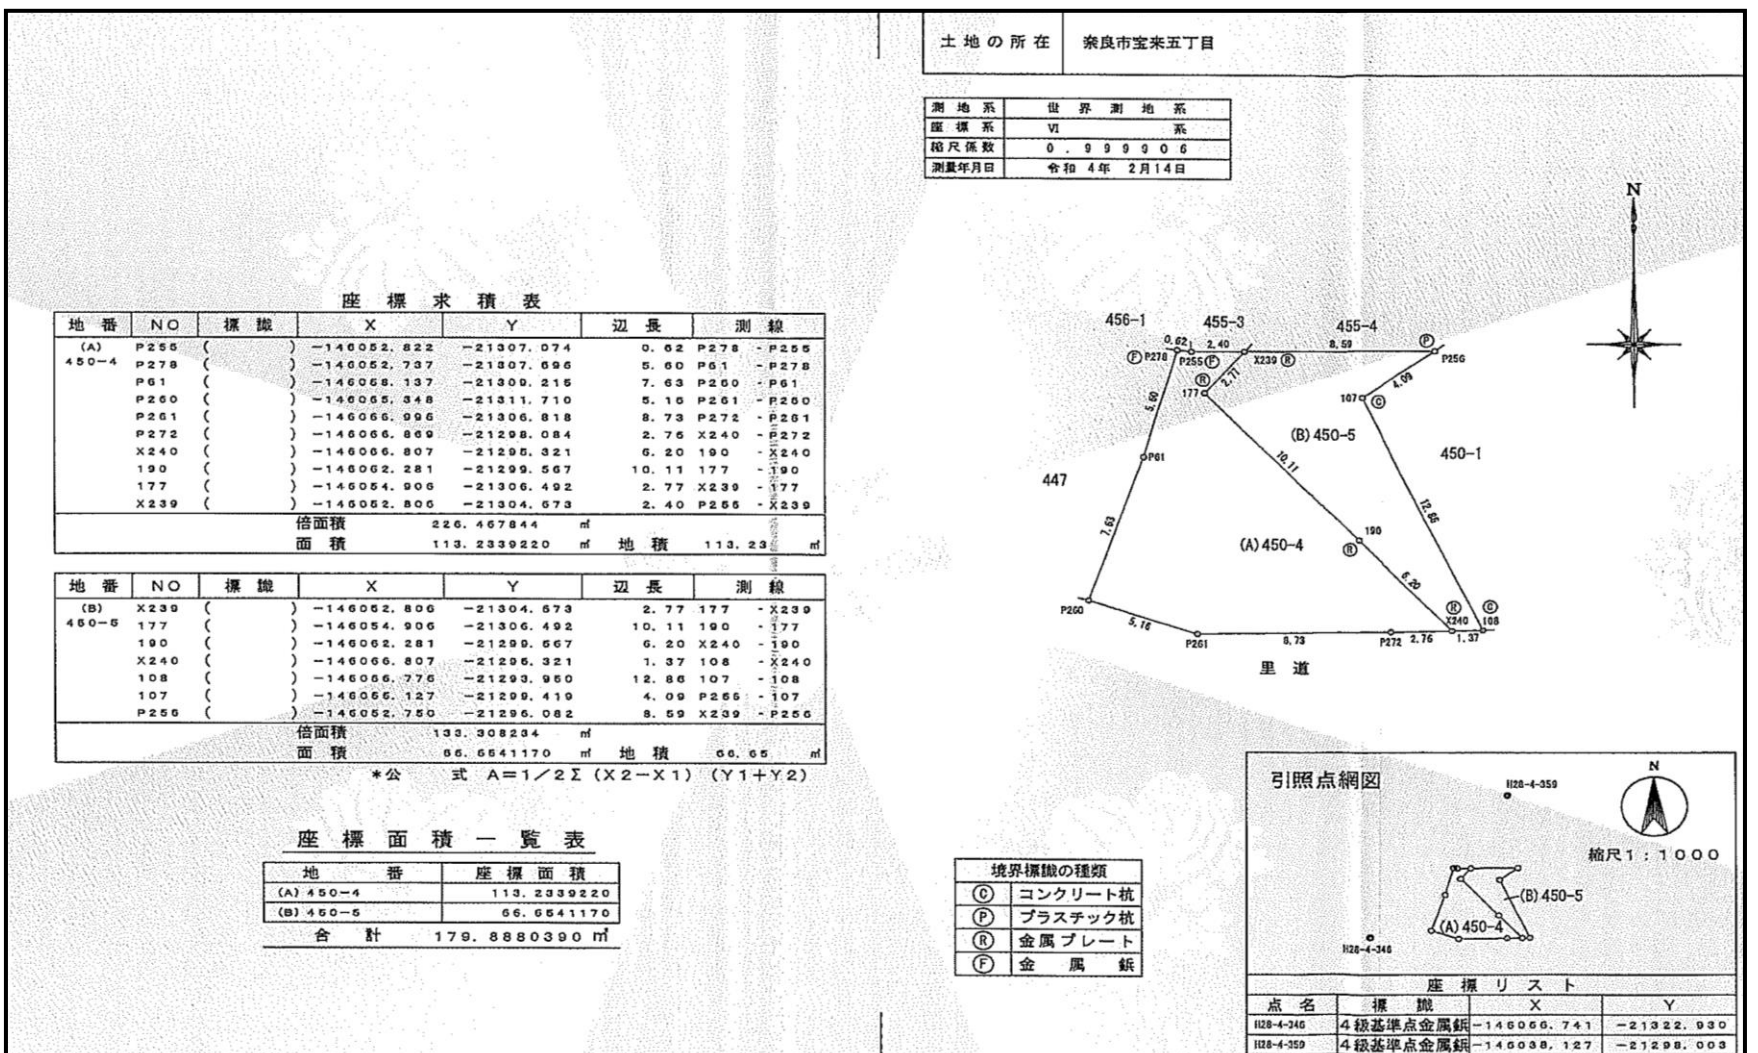 土地の所在 奈良市宝来五丁目
測地系 世界測地系
座標系 VI 系
縮尺係数 0.999906
測量年月日 令和 4年 2月14日
座標求積表
地番 NO 標識 X Y 辺長 測線
(A) P255 ( ) -146052.822 -21307.074 0.62 P278 -P255
450-4 P278 ( ) -146052.737 -21307.696 5.60 P61 -P278
P61 ( ) -146058.137 -21309.215 7.63 P260 -P61
P260 ( ) -146065.348 -21311.710 5.16 P261 -P260
P261 ( ) -146066.996 -21306.818 8.73 P272 -P261
P272 ( ) -146066.869 -21298.084 2.76 X240 -P272
X240 ( ) -146066.807 -21295.321 6.20 190 -X240
190 ( ) -146062.281 -21299.567 10.11 177 -190
177 ( ) -146054.906 -21306.492 2.77 X239 -177
X239 ( ) -146052.806 -21304.673 2.40 P255 -X239
倍面積 226.467844 ㎡
面積 113.2339220 ㎡ 地積 113.23 ㎡
地番 NO 標識 X Y 辺長 測線
(B) X239 ( ) -146052.806 -21304.673 2.77 177 -X239
450-5 177 ( ) -146054.906 -21306.492 10.11 190 -177
190 ( ) -146062.281 -21299.567 6.20 X240 -190
X240 ( ) -146066.807 -21295.321 1.37 108 -X240
108 ( ) -146066.776 -21293.950 12.86 107 -108
107 ( ) -146055.127 -21299.419 4.09 P256 -107
P256 ( ) -146052.750 -21296.082 8.59 X239 -P256
倍面積 133.308234 ㎡
面積 66.6541170 ㎡ 地積 66.65 ㎡
*公式 A=1/2Σ(X2-X1)(Y1+Y2)
座標面積一覧表
地番 座標面積
(A)450-4 113.2339220
(B)450-5 66.6541170
合計 179.8880390㎡
N
456-1 455-3 455-4
0.62 2.40 8.59 Ⓟ
Ⓕ P278 P255 Ⓕ X239 Ⓡ P256
Ⓡ 2.77 4.09
177 107 Ⓒ
5.60
(B)450-5
450-1
P61 10.11
447
12.86
7.63
190
(A)450-4 Ⓡ
6.20
P260 Ⓡ Ⓒ
5.16 X240 108
P261 8.73 P272 2.76 1.37
里道
境界標識の種類
Ⓒ コンクリート杭
Ⓟ プラスチック杭
Ⓡ 金属プレート
Ⓕ 金属鋲
引照点網図
N
H28-4-359
縮尺1:1000
(B)450-5
(A)450-4
H28-4-346
座標リスト
点名 標識 X Y
H28-4-346 4級基準点金属鋲 -146066.741 -21322.930
H28-4-359 4級基準点金属鋲 -146038.127 -21298.003